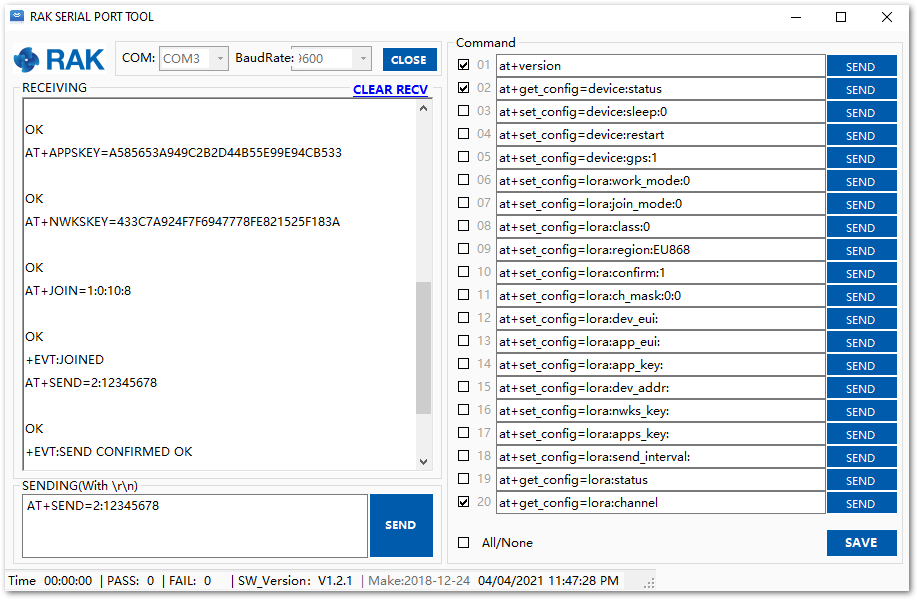 RAK SERIAL PORT TOOL
RAK
COM: COM3 BaudRate: 9600 CLOSE
RECEIVING CLEAR RECV
OK
AT+APPSKEY=A585653A949C2B2D44B55E99E94CB533
OK
AT+NWKSKEY=433C7A924F7F6947778FE821525F183A
OK
AT+JOIN=1:0:10:8
OK
+EVT:JOINED
AT+SEND=2:12345678
OK
+EVT:SEND CONFIRMED OK
SENDING(With \r\n)
AT+SEND=2:12345678
SEND
Command
01 at+version SEND
02 at+get_config=device:status SEND
03 at+set_config=device:sleep:0 SEND
04 at+set_config=device:restart SEND
05 at+set_config=device:gps:1 SEND
06 at+set_config=lora:work_mode:0 SEND
07 at+set_config=lora:join_mode:0 SEND
08 at+set_config=lora:class:0 SEND
09 at+set_config=lora:region:EU868 SEND
10 at+set_config=lora:confirm:1 SEND
11 at+set_config=lora:ch_mask:0:0 SEND
12 at+set_config=lora:dev_eui: SEND
13 at+set_config=lora:app_eui: SEND
14 at+set_config=lora:app_key: SEND
15 at+set_config=lora:dev_addr: SEND
16 at+set_config=lora:nwks_key: SEND
17 at+set_config=lora:apps_key: SEND
18 at+set_config=lora:send_interval: SEND
19 at+get_config=lora:status SEND
20 at+get_config=lora:channel SEND
All/None SAVE
Time 00:00:00 | PASS: 0 | FAIL: 0 | SW_Version: V1.2.1 | Make:2018-12-24 04/04/2021 11:47:28 PM